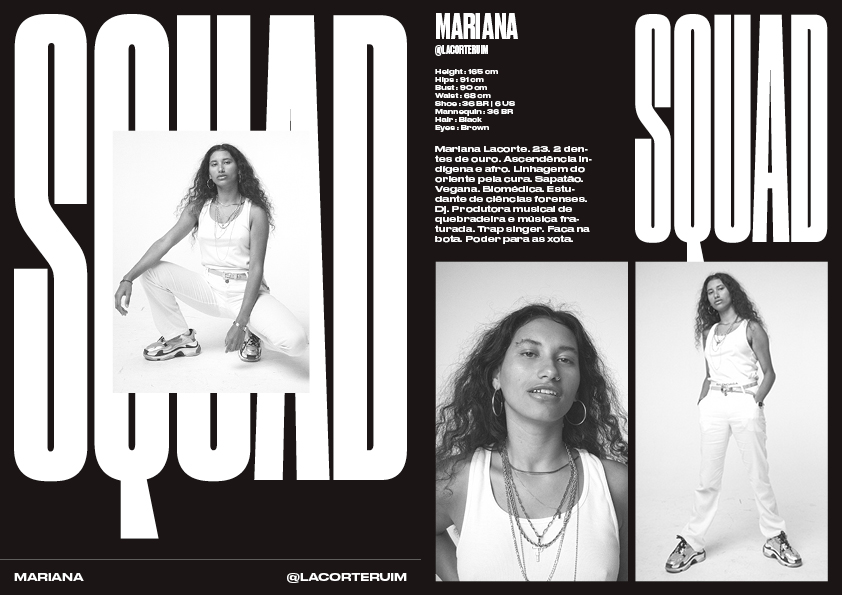 SQUAD
MARIANA
@LACORTERUIM
MARIANA
@LACORTERUIM
Height : 165 cm
Hips : 91 cm
Bust : 90 cm
Waist : 68 cm
Shoe : 36 BR | 6 US
Mannequin : 36 BR
Hair : Black
Eyes : Brown
Mariana Lacorte. 23. 2 den-
tes de ouro. Ascendência in-
dígena e afro. Linhagem do
oriente pela cura. Sapatão.
Vegana. Biomédica. Estu-
dante de ciências forenses.
Dj. Produtora musical de
quebradeira e música fra-
turada. Trap singer. Faca na
bota. Poder para as xota.
SQUAD